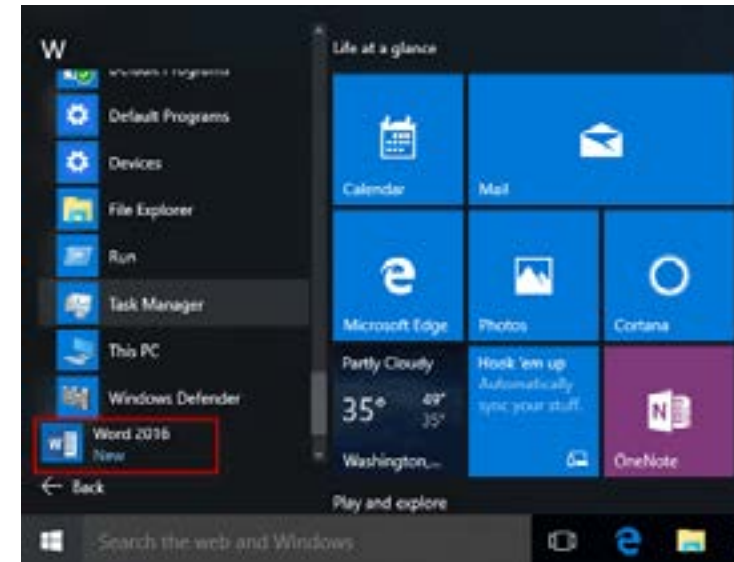 W
Default Programs
Default Programs
Devices
File Explorer
Run
Task Manager
This PC
Windows Defender
Word 2016
New
Back
Life at a glance
Calendar
Mail
Microsoft Edge
Photos
Cortana
Partly Cloudy
35° 49°
35°
Washington,...
Hook 'em up
Automatically
sync your stuff.
OneNote
Play and explore
Search the web and Windows